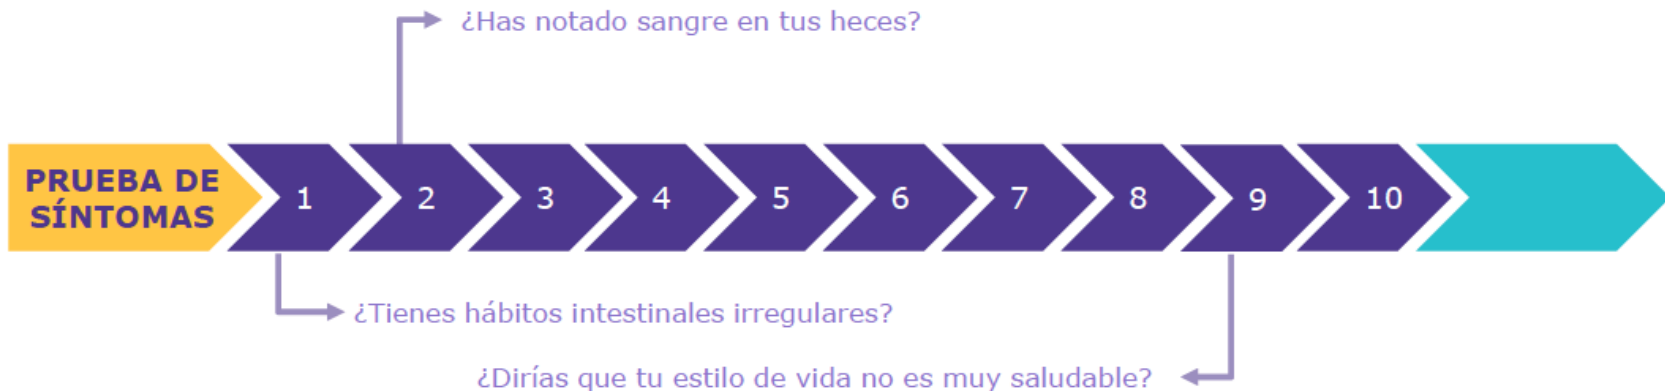 ¿Has notado sangre en tus heces?
PRUEBA DE
SÍNTOMAS
1 2 3 4 5 6 7 8 9 10
¿Tienes hábitos intestinales irregulares?
¿Dirías que tu estilo de vida no es muy saludable?